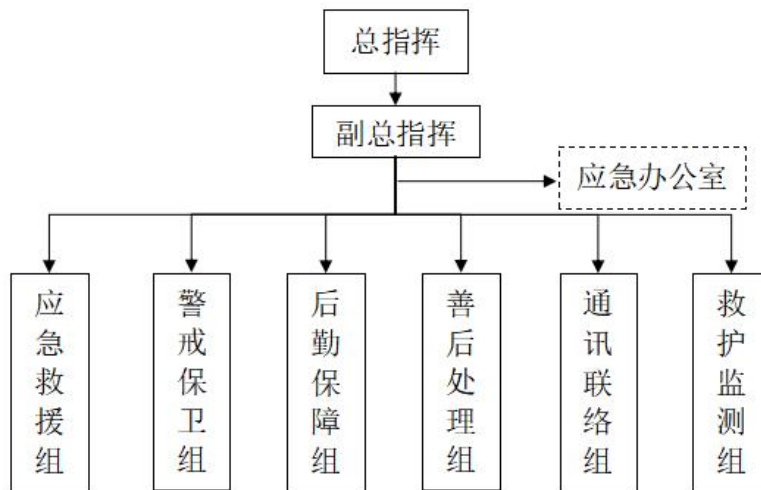 总指挥
副总指挥
应急办公室
应急救援组
警戒保卫组
后勤保障组
善后处理组
通讯联络组
救护监测组